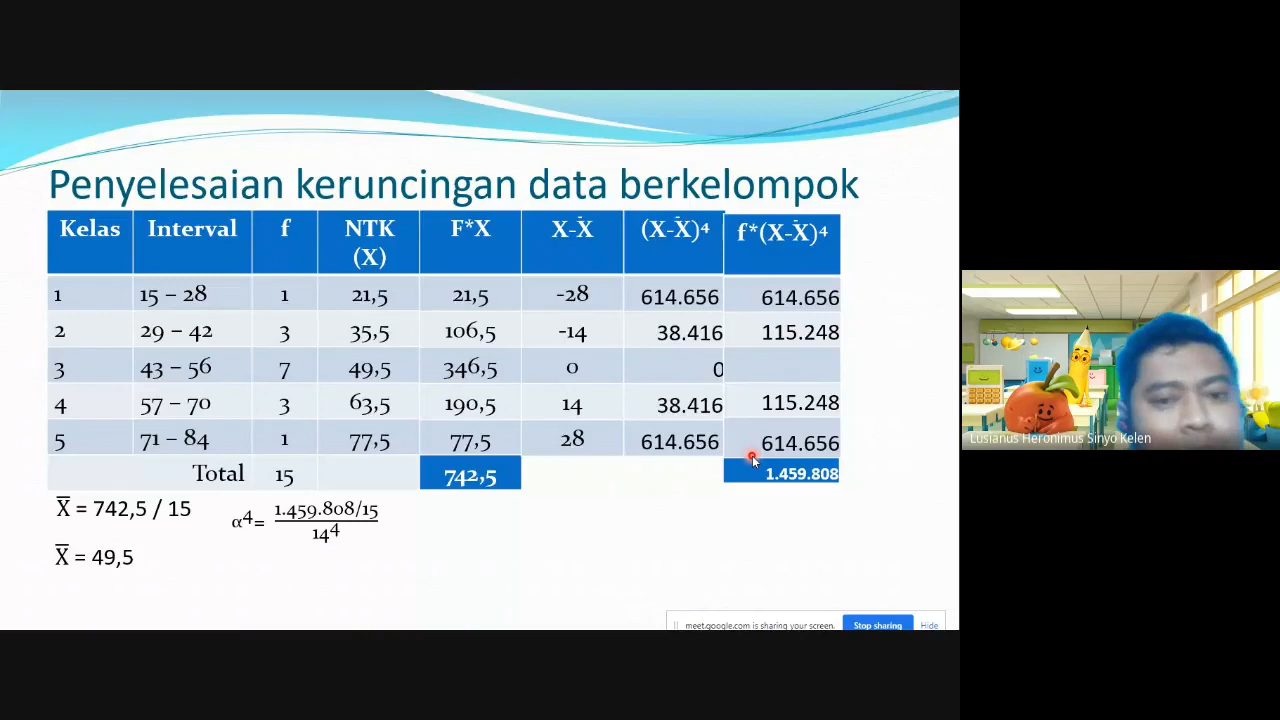 Penyelesaian keruncingan data berkelompok
Kelas Interval f NTK (X) F*X X-Ẋ (X-Ẋ)⁴ f*(X-Ẋ)⁴
1 15 – 28 1 21,5 21,5 -28 614.656 614.656
2 29 – 42 3 35,5 106,5 -14 38.416 115.248
3 43 – 56 7 49,5 346,5 0 0
4 57 – 70 3 63,5 190,5 14 38.416 115.248
5 71 – 84 1 77,5 77,5 28 614.656 614.656
Total 15 742,5 1.459.808
X̅ = 742,5 / 15
α⁴= 1.459.808/15
14⁴
X̅ = 49,5
Lusianus Heronimus Sinyo Kelen
meet.google.com is sharing your screen. Stop sharing Hide